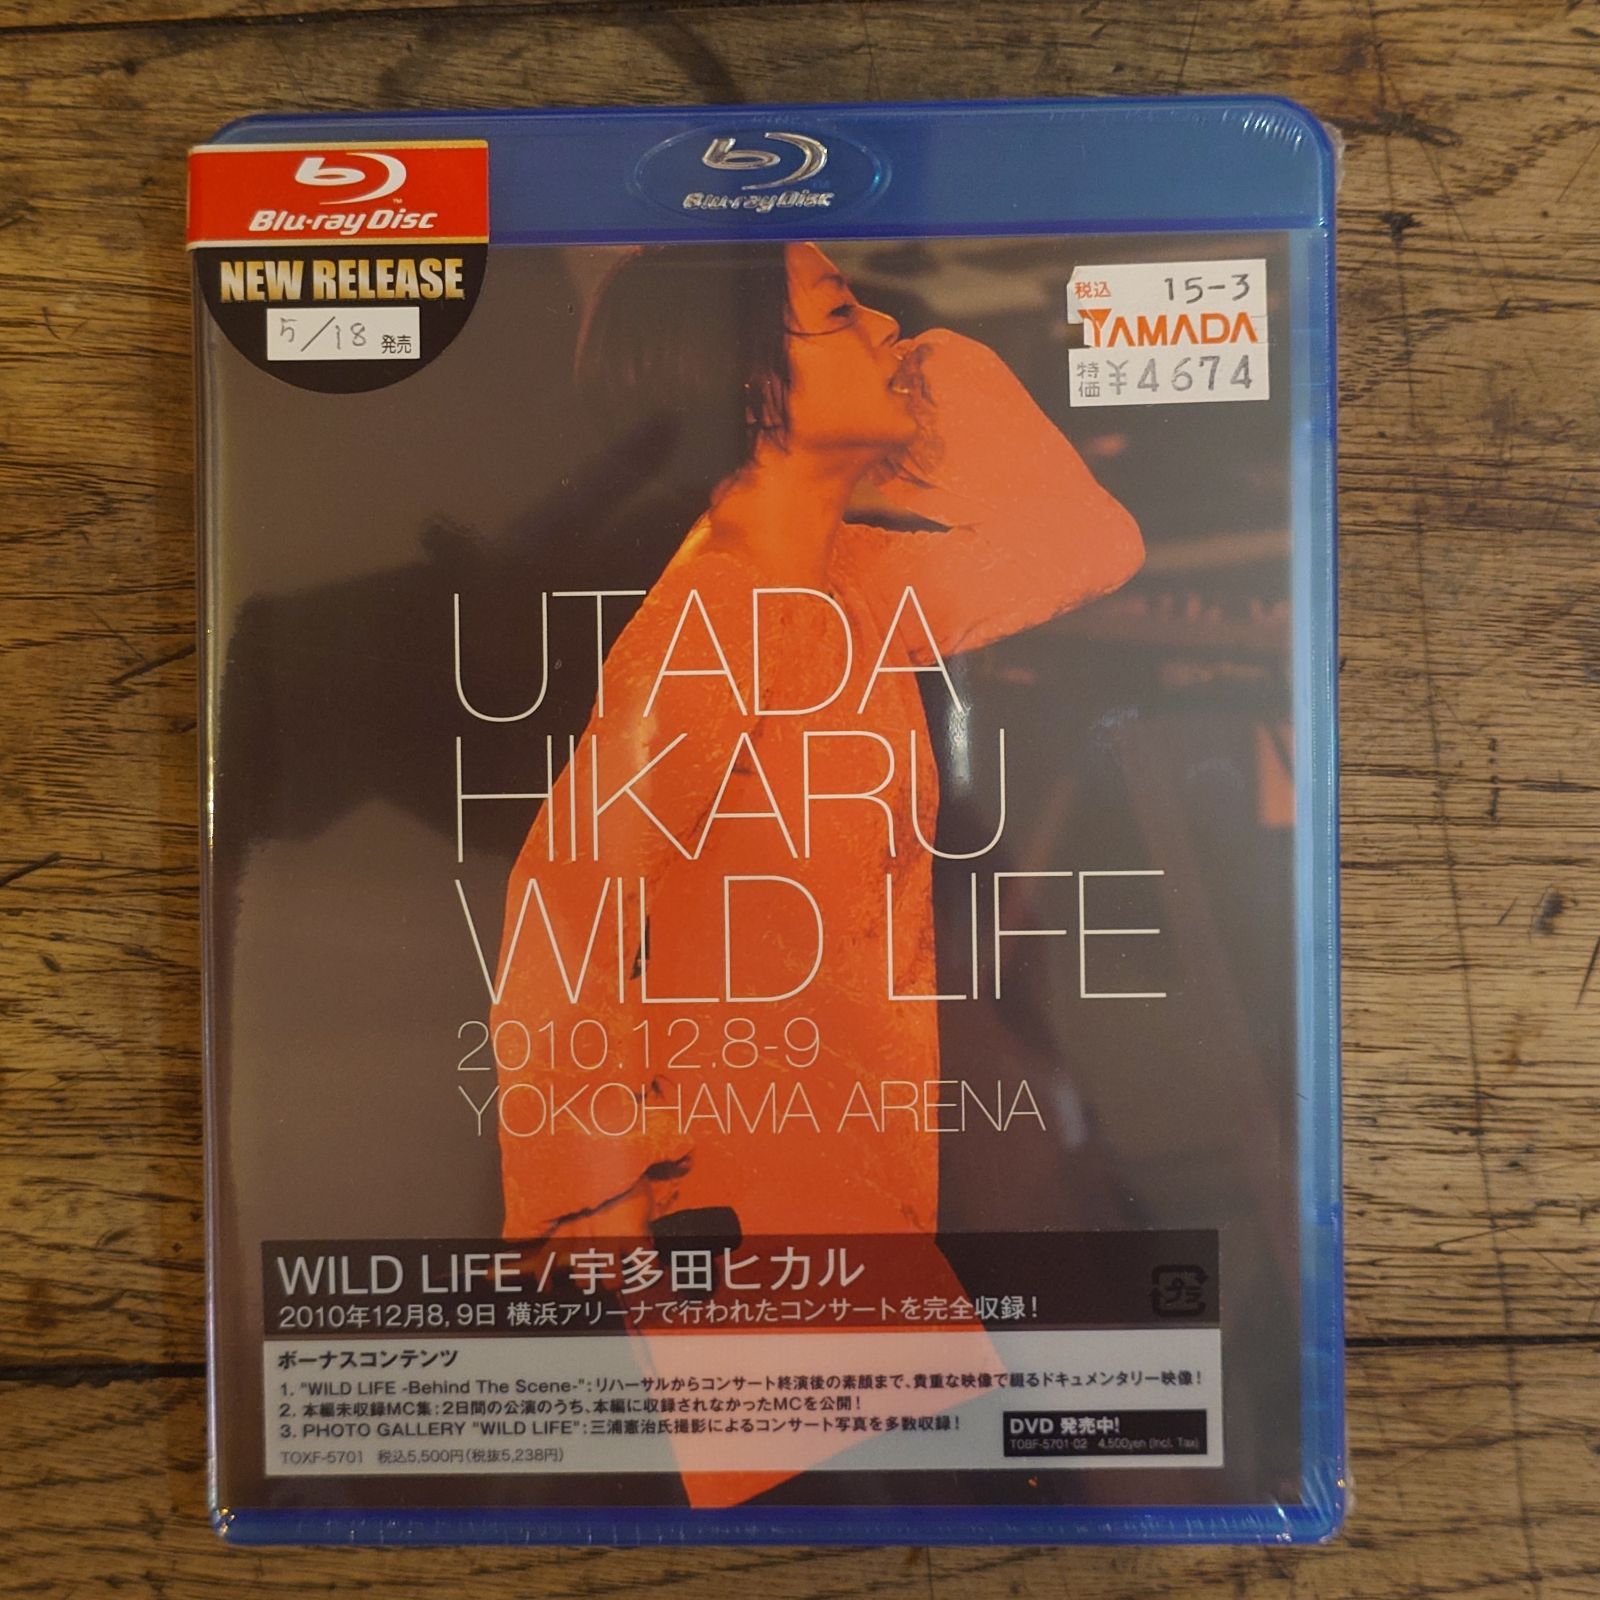 Blu-ray Disc™
NEW RELEASE
5/18 発売
Blu-ray Disc
税込 15-3
YAMADA
特価 ¥4674
UTADA
HIKARU
WILD LIFE
2010.12.8-9
YOKOHAMA ARENA
WILD LIFE / 宇多田ヒカル
2010年12月8, 9日 横浜アリーナで行われたコンサートを完全収録!
プラ
ボーナスコンテンツ
1. "WILD LIFE -Behind The Scene-":リハーサルからコンサート終演後の素顔まで、貴重な映像で綴るドキュメンタリー映像!
2. 本編未収録MC集:2日間の公演のうち、本編に収録されなかったMCを公開!
3. PHOTO GALLERY "WILD LIFE":三浦憲治氏撮影によるコンサート写真を多数収録!
TOXF-5701 税込5,500円(税抜5,238円)
DVD 発売中!
TOBF-5701·02 4,500yen (Incl. Tax)